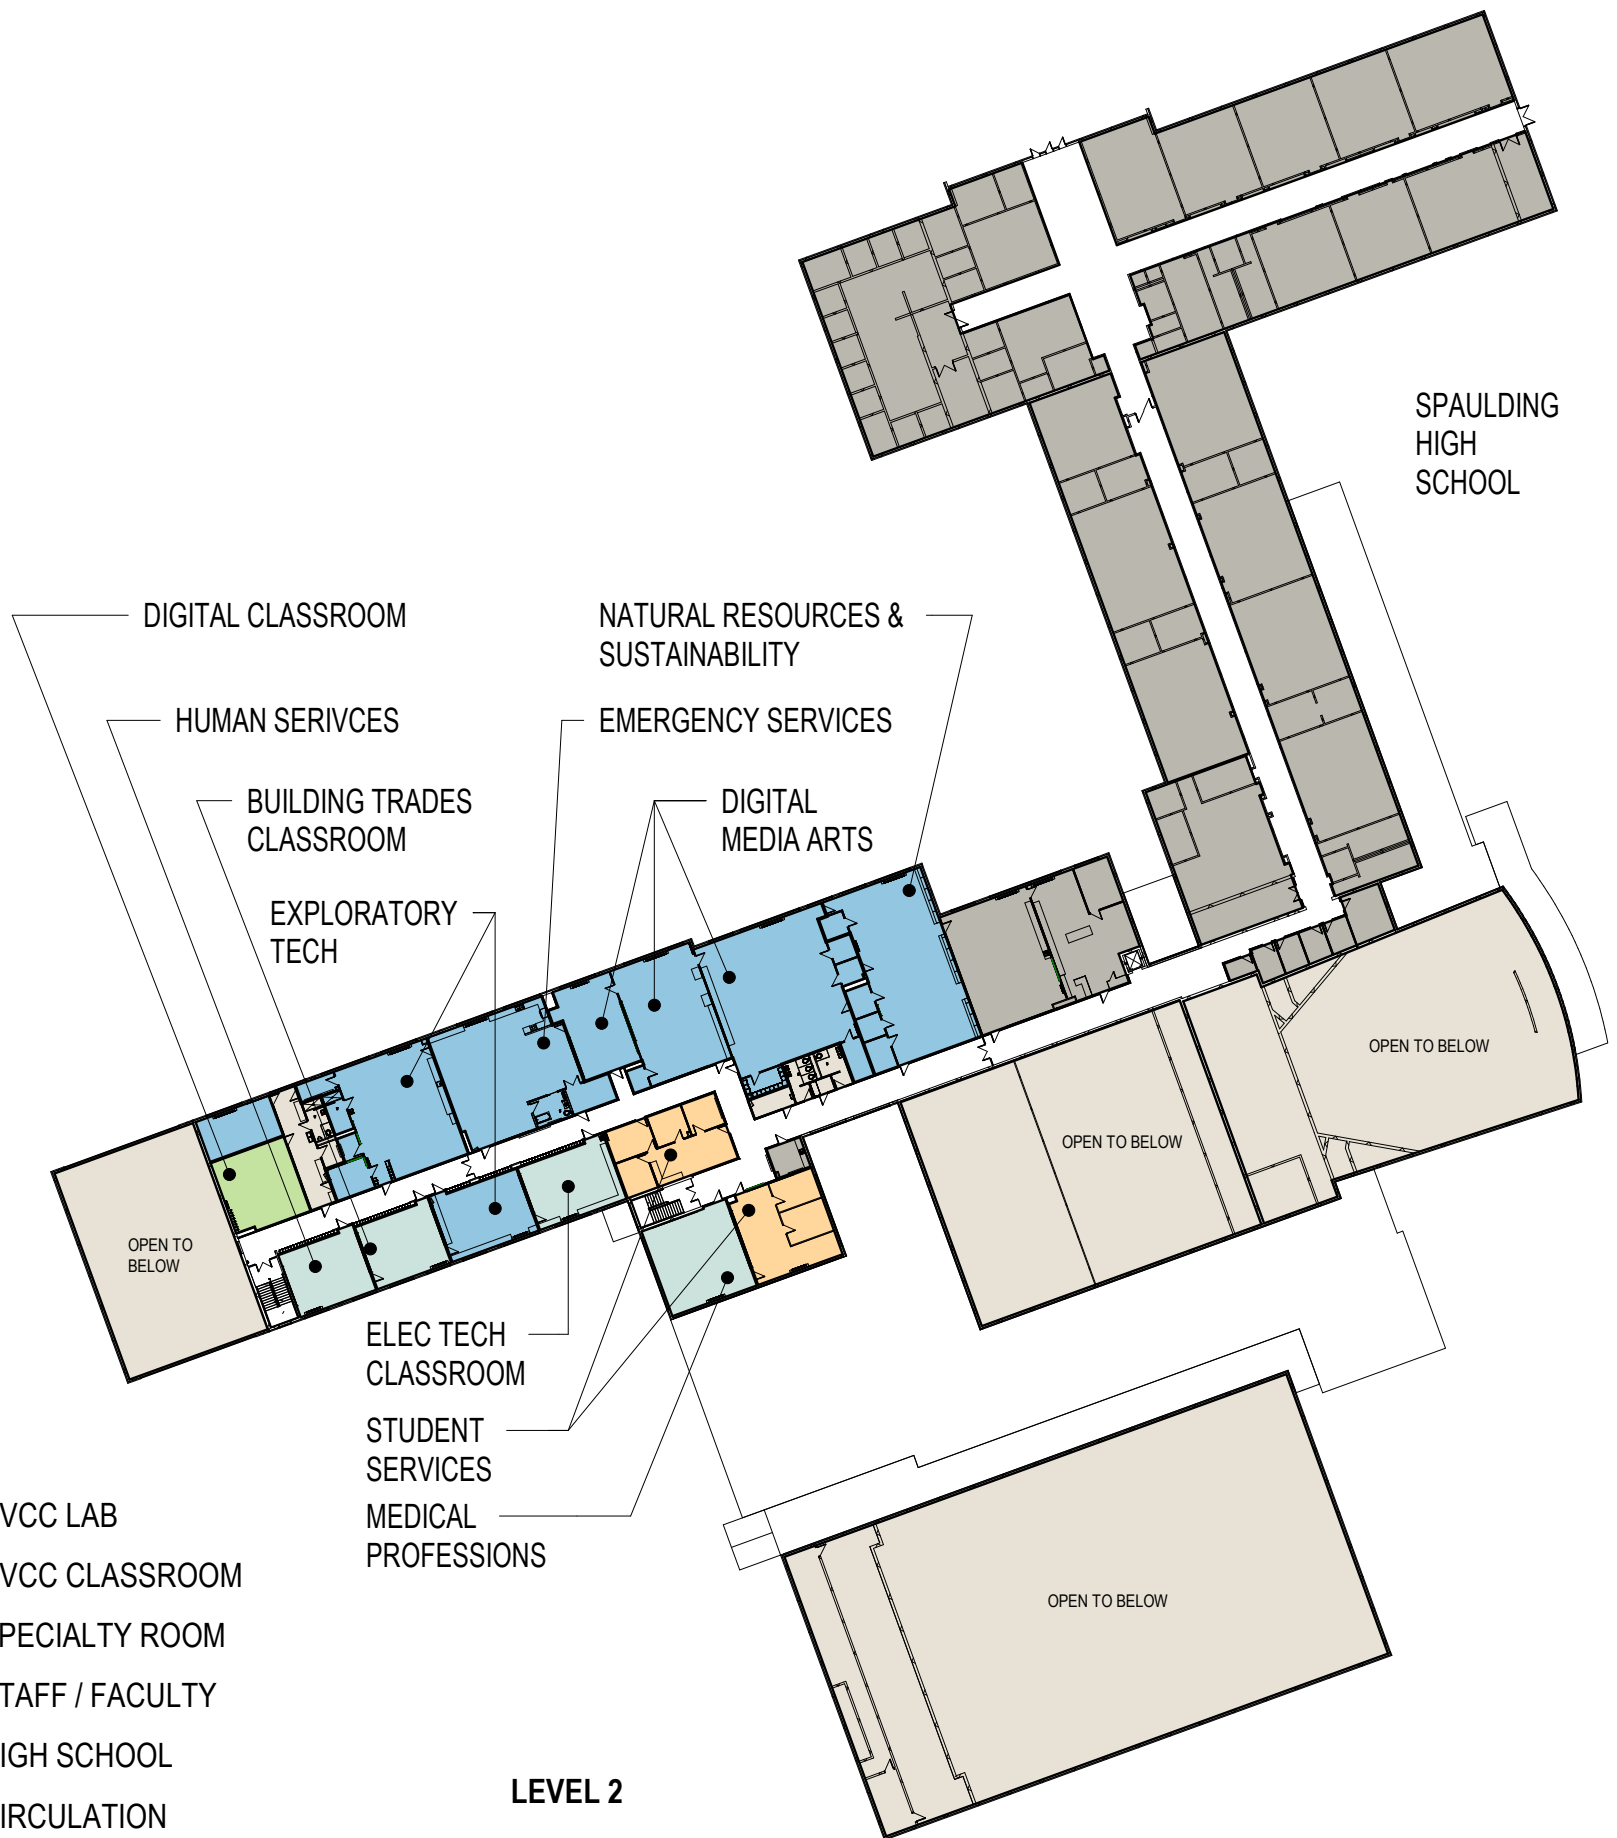 SPAULDING
HIGH
SCHOOL
DIGITAL CLASSROOM
NATURAL RESOURCES &
SUSTAINABILITY
HUMAN SERIVCES
EMERGENCY SERVICES
BUILDING TRADES
CLASSROOM
DIGITAL
MEDIA ARTS
EXPLORATORY
TECH
OPEN TO BELOW
OPEN TO BELOW
OPEN TO
BELOW
ELEC TECH
CLASSROOM
STUDENT
SERVICES
MEDICAL
PROFESSIONS
OPEN TO BELOW
VCC LAB
VCC CLASSROOM
PECIALTY ROOM
TAFF / FACULTY
IGH SCHOOL
IRCULATION
LEVEL 2